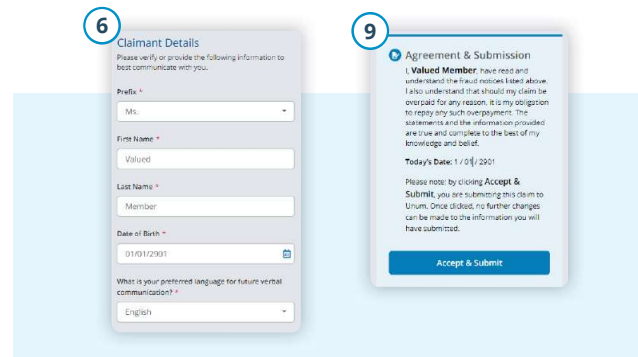 6
Claimant Details
Please verify or provide the following information to
best communicate with you.
Prefix *
Ms.
First Name *
Valued
Last Name *
Member
Date of Birth *
01/01/2901
What is your preferred language for future verbal
communication? *
English
9
Agreement & Submission
I, Valued Member, have read and
understand the fraud notices listed above.
I also understand that should my claim be
overpaid for any reason, it is my obligation
to repay any such overpayment. The
statements and the information provided
are true and complete to the best of my
knowledge and belief.
Today's Date: 1 / 01 / 2901
Please note: by clicking Accept &
Submit, you are submitting this claim to
Unum. Once clicked, no further changes
can be made to the information you will
have submitted.
Accept & Submit